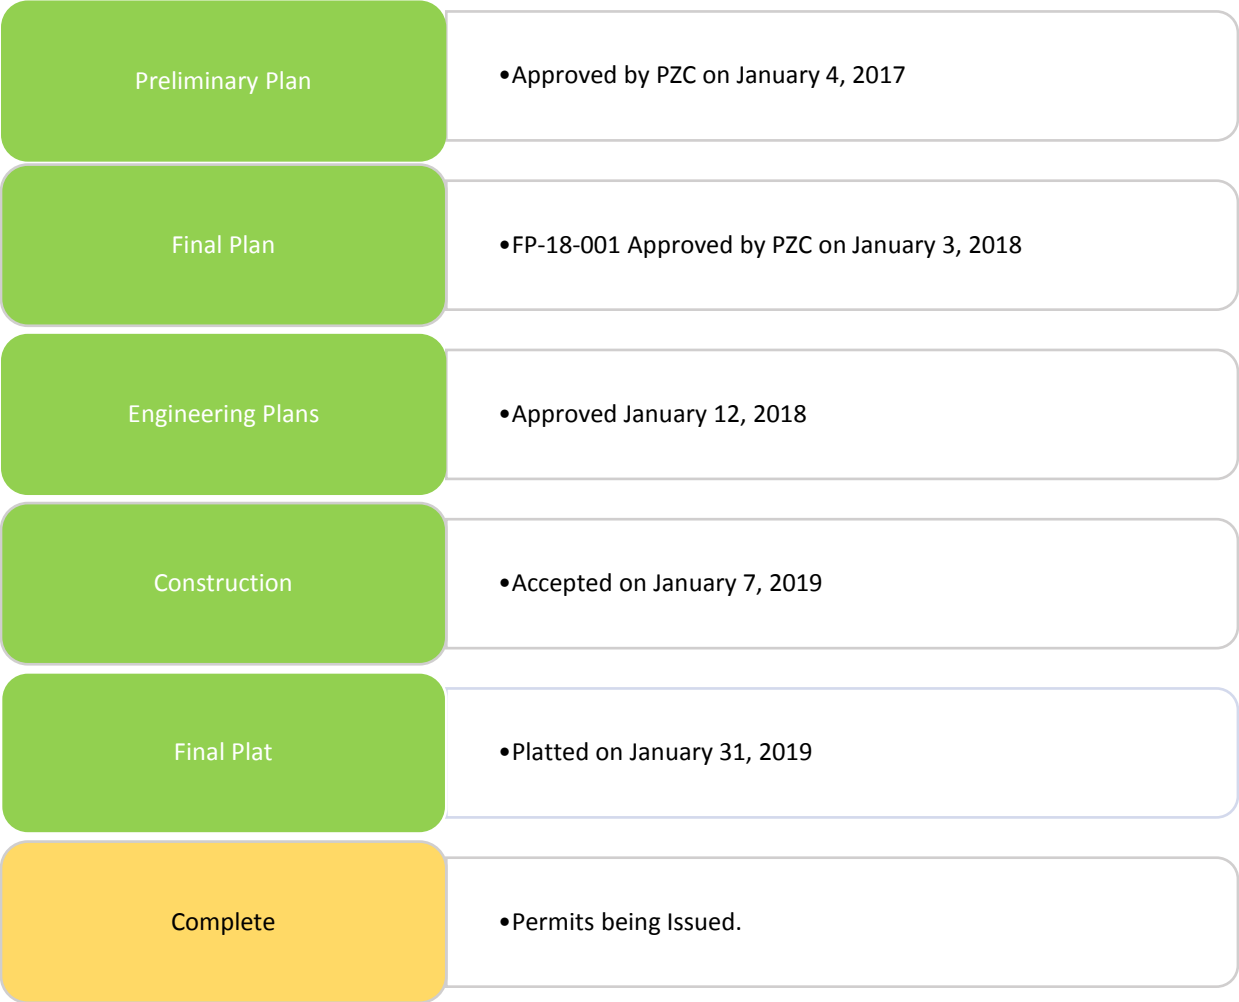 Preliminary Plan
•Approved by PZC on January 4, 2017
Final Plan
•FP-18-001 Approved by PZC on January 3, 2018
Engineering Plans
•Approved January 12, 2018
Construction
•Accepted on January 7, 2019
Final Plat
•Platted on January 31, 2019
Complete
•Permits being Issued.